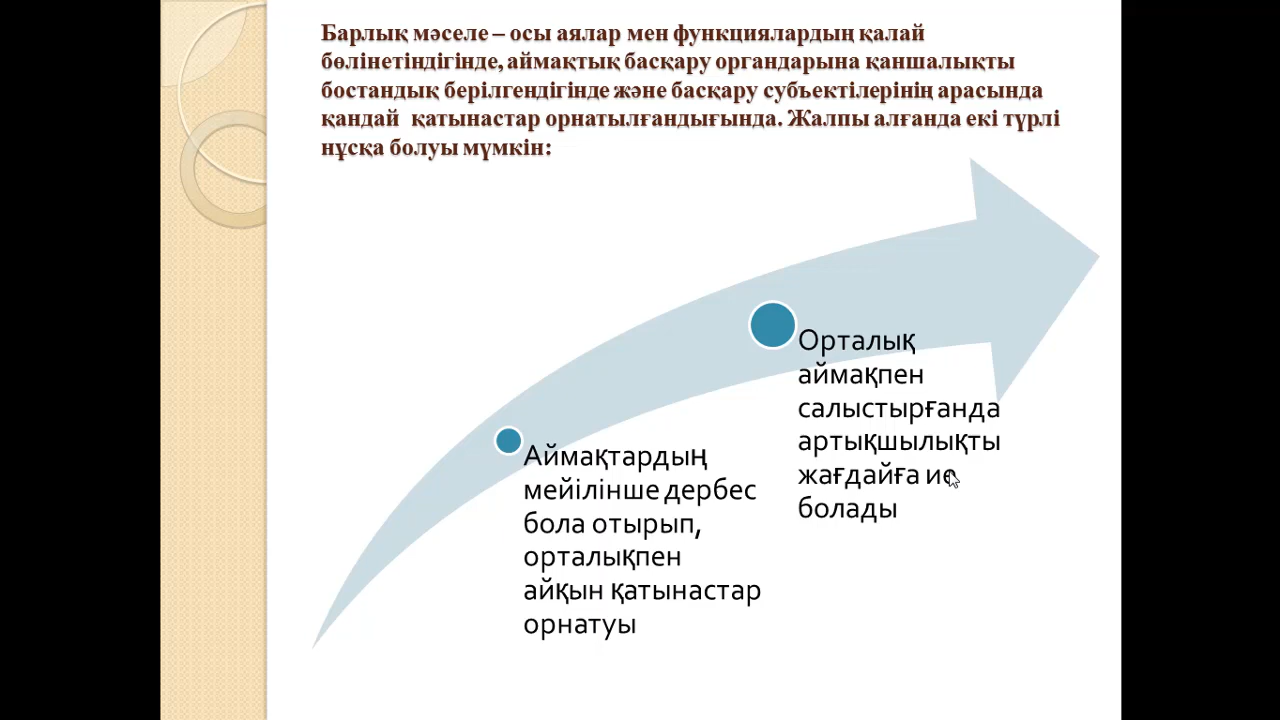 Барлық мәселе – осы аялар мен функциялардың қалай
бөлінетіндігінде, аймақтық басқару органдарына қаншалықты
бостандық берілгендігінде және басқару субъектілерінің арасында
қандай қатынастар орнатылғандығында. Жалпы алғанда екі түрлі
нұсқа болуы мүмкін:
Аймақтардың
мейілінше дербес
бола отырып,
орталықпен
айқын қатынастар
орнатуы
Орталық
аймақпен
салыстырғанда
артықшылықты
жағдайға ие
болады